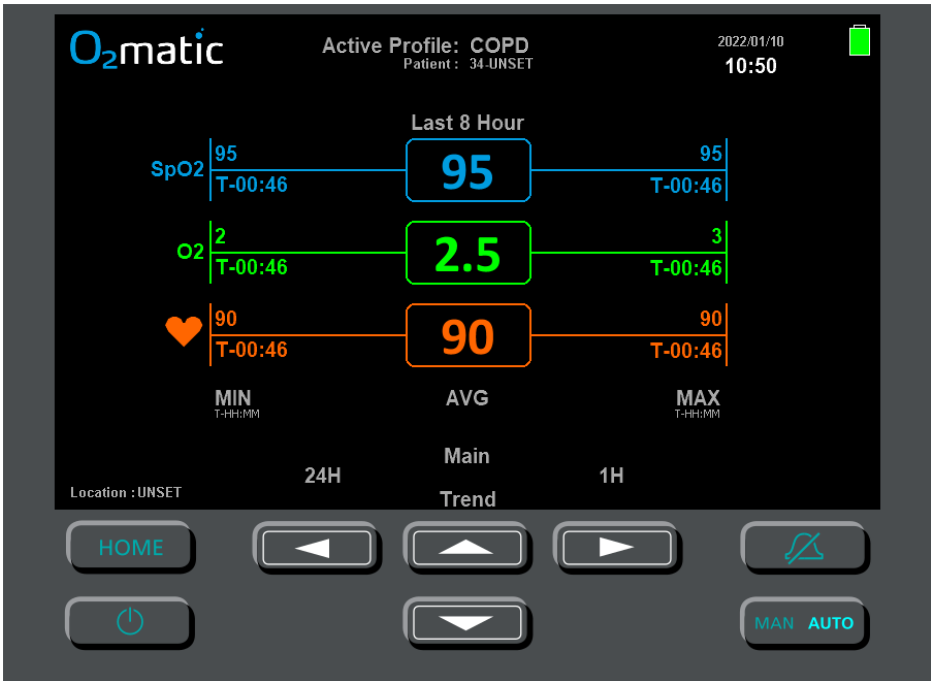 O2matic
Active Profile: COPD
Patient : 34-UNSET
2022/01/10
10:50
Last 8 Hour
SpO2
95
T-00:46
95
95
T-00:46
O2
2
T-00:46
2.5
3
T-00:46
90
T-00:46
90
90
T-00:46
MIN
T-HH:MM
AVG
MAX
T-HH:MM
Main
24H
1H
Trend
Location : UNSET
HOME
MAN AUTO